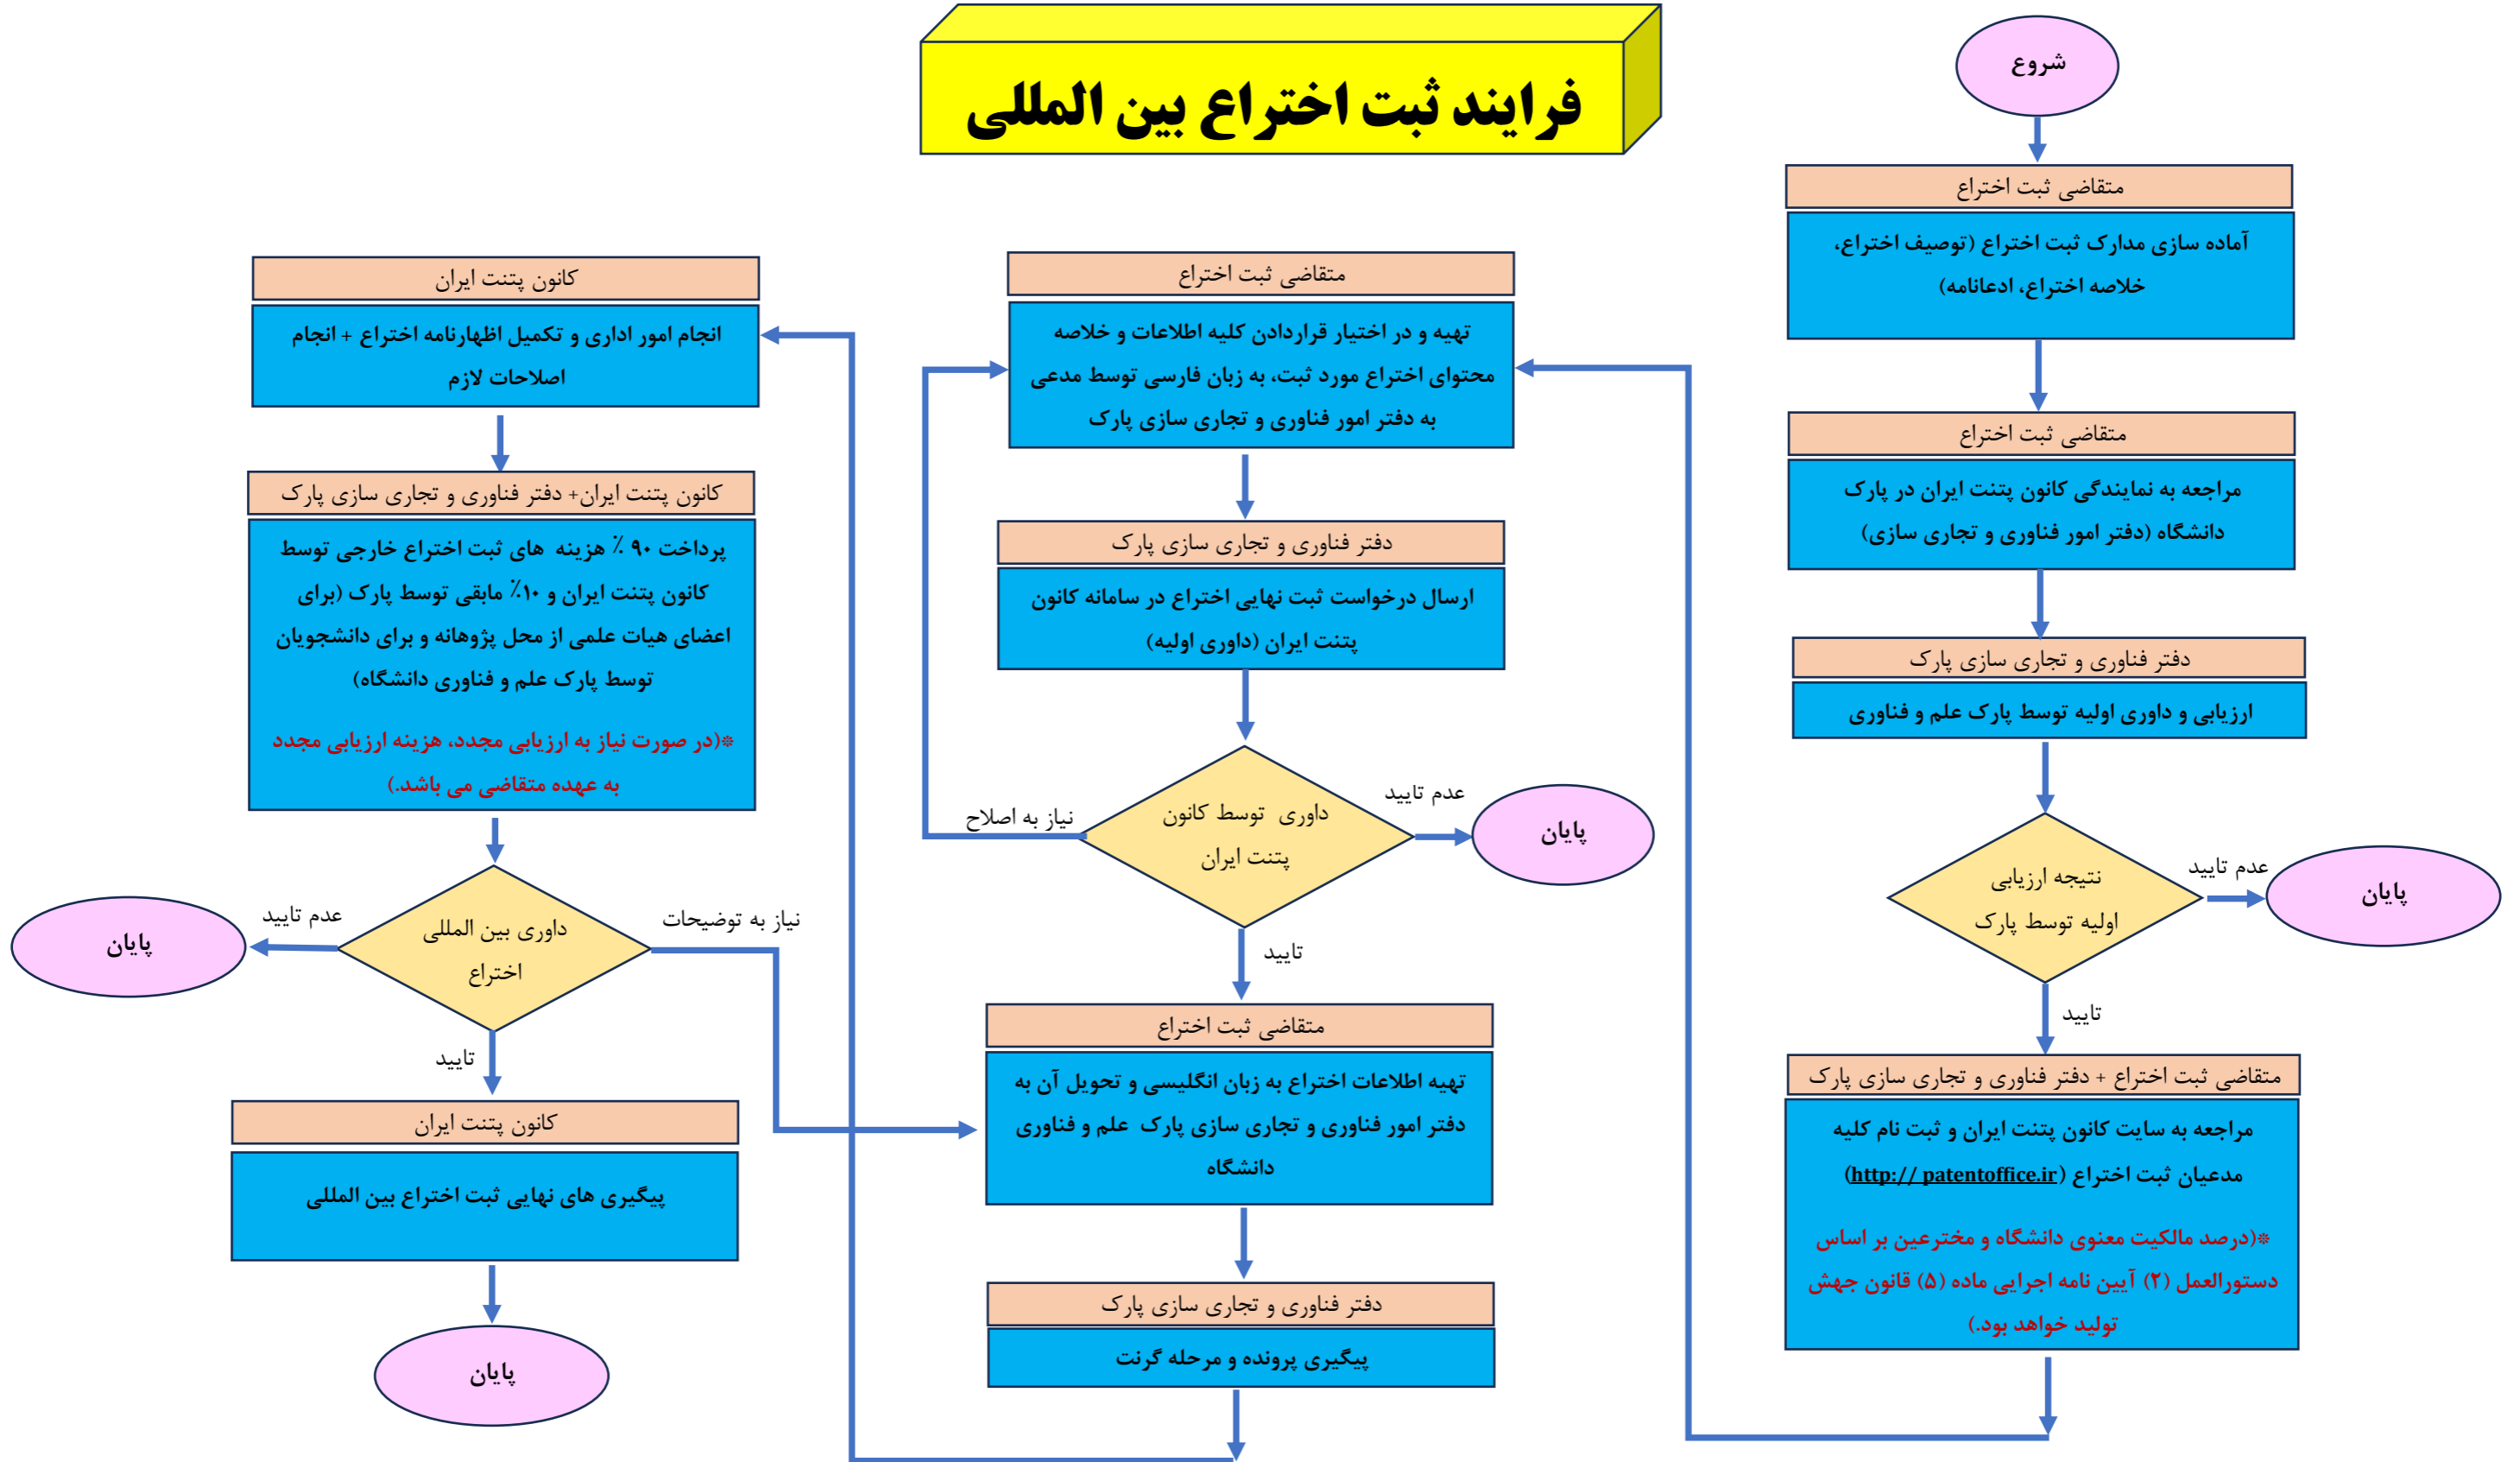 فرایند ثبت اختراع بین المللی
شروع
متقاضی ثبت اختراع
آماده سازی مدارک ثبت اختراع (توصیف اختراع،
خلاصه اختراع، ادعانامه)
متقاضی ثبت اختراع
مراجعه به نمایندگی کانون پتنت ایران در پارک
دانشگاه (دفتر امور فناوری و تجاری سازی)
دفتر فناوری و تجاری سازی پارک
ارزیابی و داوری اولیه توسط پارک علم و فناوری
نتیجه ارزیابی
اولیه توسط پارک
عدم تایید
پایان
تایید
متقاضی ثبت اختراع + دفتر فناوری و تجاری سازی پارک
مراجعه به سایت کانون پتنت ایران و ثبت نام کلیه
مدعیان ثبت اختراع (http:// patentoffice.ir)
*(درصد مالکیت معنوی دانشگاه و مخترعین بر اساس
دستورالعمل (۲) آیین نامه اجرایی ماده (۵) قانون جهش
تولید خواهد بود.)
متقاضی ثبت اختراع
تهیه و در اختیار قراردادن کلیه اطلاعات و خلاصه
محتوای اختراع مورد ثبت، به زبان فارسی توسط مدعی
به دفتر امور فناوری و تجاری سازی پارک
دفتر فناوری و تجاری سازی پارک
ارسال درخواست ثبت نهایی اختراع در سامانه کانون
پتنت ایران (داوری اولیه)
داوری توسط کانون
پتنت ایران
عدم تایید
پایان
نیاز به اصلاح
تایید
متقاضی ثبت اختراع
تهیه اطلاعات اختراع به زبان انگلیسی و تحویل آن به
دفتر امور فناوری و تجاری سازی پارک علم و فناوری
دانشگاه
دفتر فناوری و تجاری سازی پارک
پیگیری پرونده و مرحله گرنت
کانون پتنت ایران
انجام امور اداری و تکمیل اظهارنامه اختراع + انجام
اصلاحات لازم
کانون پتنت ایران+ دفتر فناوری و تجاری سازی پارک
پرداخت ۹۰ ٪ هزینه های ثبت اختراع خارجی توسط
کانون پتنت ایران و ۱۰٪ مابقی توسط پارک (برای
اعضای هیات علمی از محل پژوهانه و برای دانشجویان
توسط پارک علم و فناوری دانشگاه)
*(در صورت نیاز به ارزیابی مجدد، هزینه ارزیابی مجدد
به عهده متقاضی می باشد.)
داوری بین المللی
اختراع
نیاز به توضیحات
عدم تایید
پایان
تایید
کانون پتنت ایران
پیگیری های نهایی ثبت اختراع بین المللی
پایان